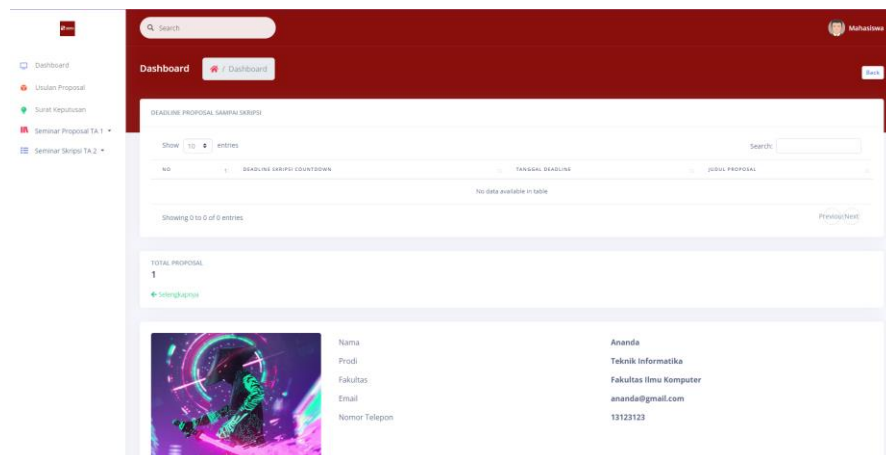 Search
Mahasiswa
Dashboard
/ Dashboard
Back
Dashboard
Usulan Proposal
Surat Keputusan
Seminar Proposal TA 1
Seminar Skripsi TA 2
DEADLINE PROPOSAL SAMPAI SKRIPSI
Show 10 entries
Search:
NO DEADLINE SKRIPSI COUNTDOWN TANGGAL DEADLINE JUDUL PROPOSAL
No data available in table
Showing 0 to 0 of 0 entries
Previous Next
TOTAL PROPOSAL
1
Selengkapnya
Nama Ananda
Prodi Teknik Informatika
Fakultas Fakultas Ilmu Komputer
Email ananda@gmail.com
Nomor Telepon 13123123